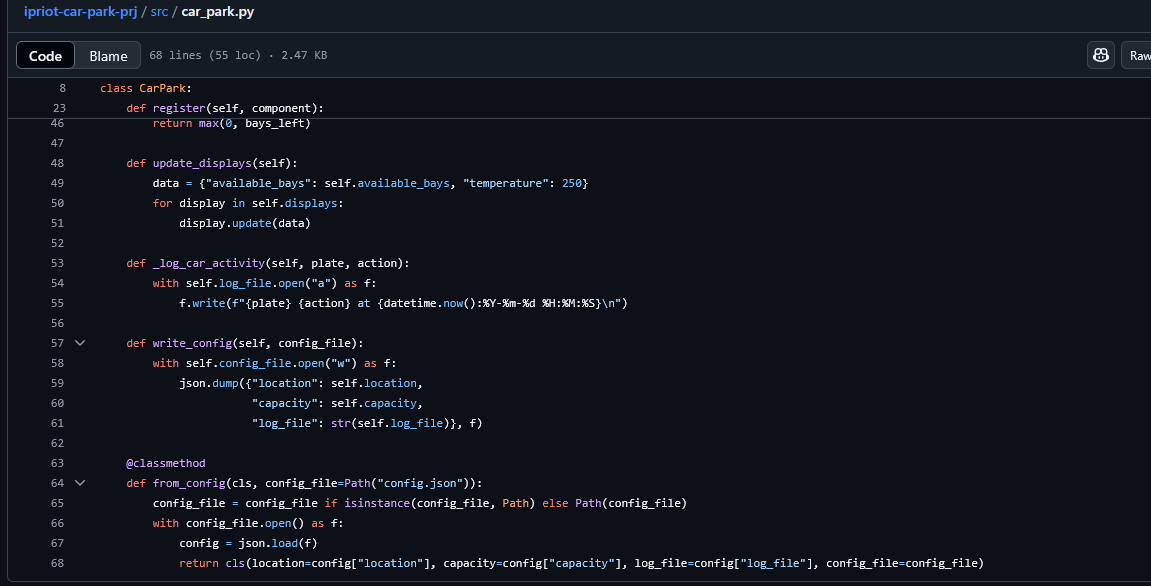 ipriot-car-park-prj / src / car_park.py
Code Blame 68 lines (55 loc) · 2.47 KB Raw
8 class CarPark:
23 def register(self, component):
46 return max(0, bays_left)
47
48 def update_displays(self):
49 data = {"available_bays": self.available_bays, "temperature": 250}
50 for display in self.displays:
51 display.update(data)
52
53 def _log_car_activity(self, plate, action):
54 with self.log_file.open("a") as f:
55 f.write(f"{plate} {action} at {datetime.now():%Y-%m-%d %H:%M:%S}\n")
56
57 def write_config(self, config_file):
58 with self.config_file.open("w") as f:
59 json.dump({"location": self.location,
60 "capacity": self.capacity,
61 "log_file": str(self.log_file)}, f)
62
63 @classmethod
64 def from_config(cls, config_file=Path("config.json")):
65 config_file = config_file if isinstance(config_file, Path) else Path(config_file)
66 with config_file.open() as f:
67 config = json.load(f)
68 return cls(location=config["location"], capacity=config["capacity"], log_file=config["log_file"], config_file=config_file)